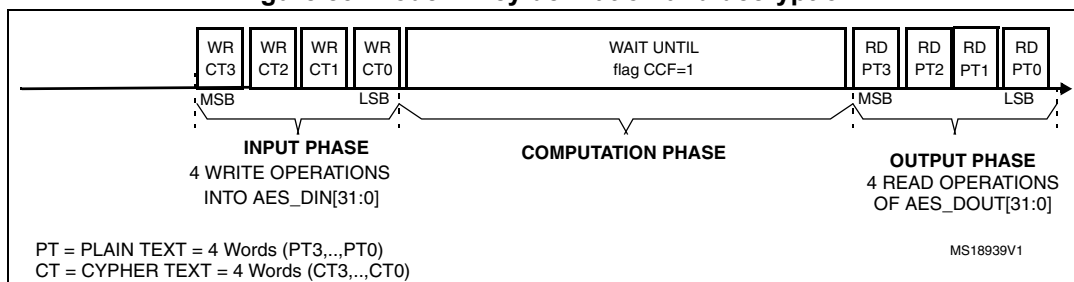 WR CT3
WR CT2
WR CT1
WR CT0
WAIT UNTIL
flag CCF=1
RD PT3
RD PT2
RD PT1
RD PT0
MSB
LSB
MSB
LSB
INPUT PHASE
4 WRITE OPERATIONS
INTO AES_DIN[31:0]
COMPUTATION PHASE
OUTPUT PHASE
4 READ OPERATIONS
OF AES_DOUT[31:0]
PT = PLAIN TEXT = 4 Words (PT3,..,PT0)
CT = CYPHER TEXT = 4 Words (CT3,..,CT0)
MS18939V1